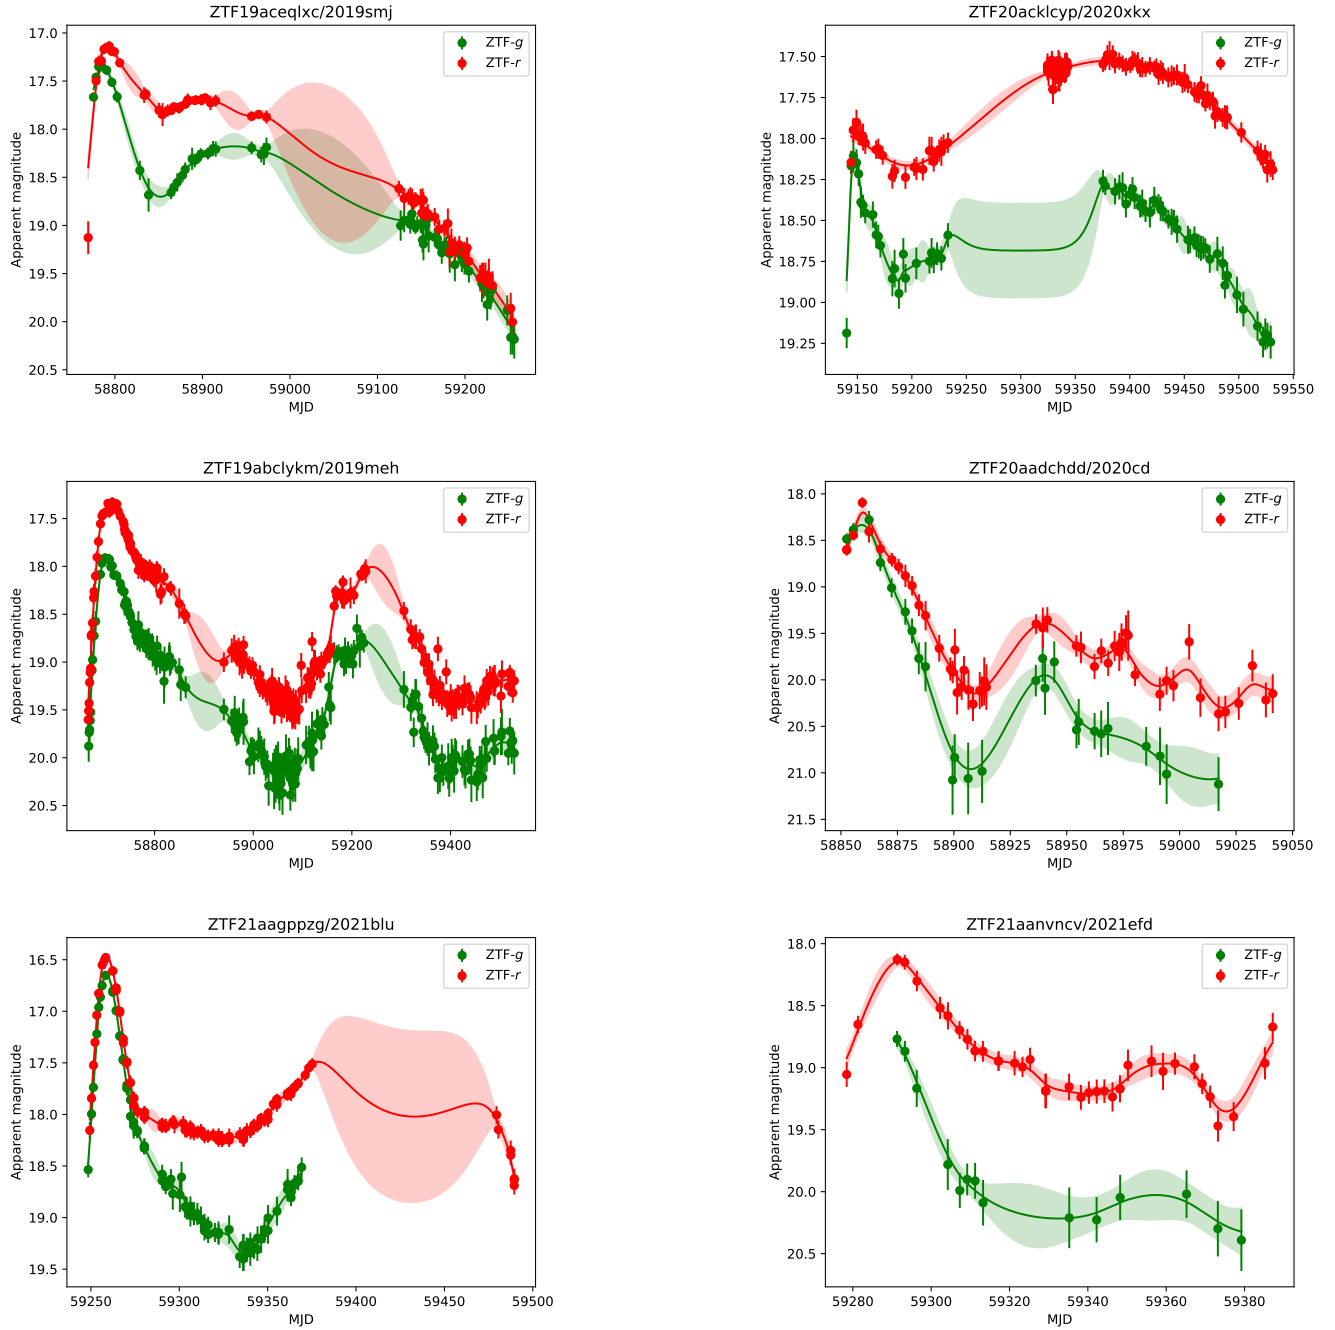 ZTF19aceqlxc/2019smj
17.0
17.5
18.0
18.5
19.0
19.5
20.0
20.5
Apparent magnitude
ZTF-g
ZTF-r
58800 58900 59000 59100 59200
MJD
ZTF20acklcyp/2020xkx
17.50
17.75
18.00
18.25
18.50
18.75
19.00
19.25
Apparent magnitude
ZTF-g
ZTF-r
59150 59200 59250 59300 59350 59400 59450 59500 59550
MJD
ZTF19abclykm/2019meh
17.5
18.0
18.5
19.0
19.5
20.0
20.5
Apparent magnitude
ZTF-g
ZTF-r
58800 59000 59200 59400
MJD
ZTF20aadchdd/2020cd
18.0
18.5
19.0
19.5
20.0
20.5
21.0
21.5
Apparent magnitude
ZTF-g
ZTF-r
58850 58875 58900 58925 58950 58975 59000 59025 59050
MJD
ZTF21aagppzg/2021blu
16.5
17.0
17.5
18.0
18.5
19.0
19.5
Apparent magnitude
ZTF-g
ZTF-r
59250 59300 59350 59400 59450 59500
MJD
ZTF21aanvncv/2021efd
18.0
18.5
19.0
19.5
20.0
20.5
Apparent magnitude
ZTF-g
ZTF-r
59280 59300 59320 59340 59360 59380
MJD